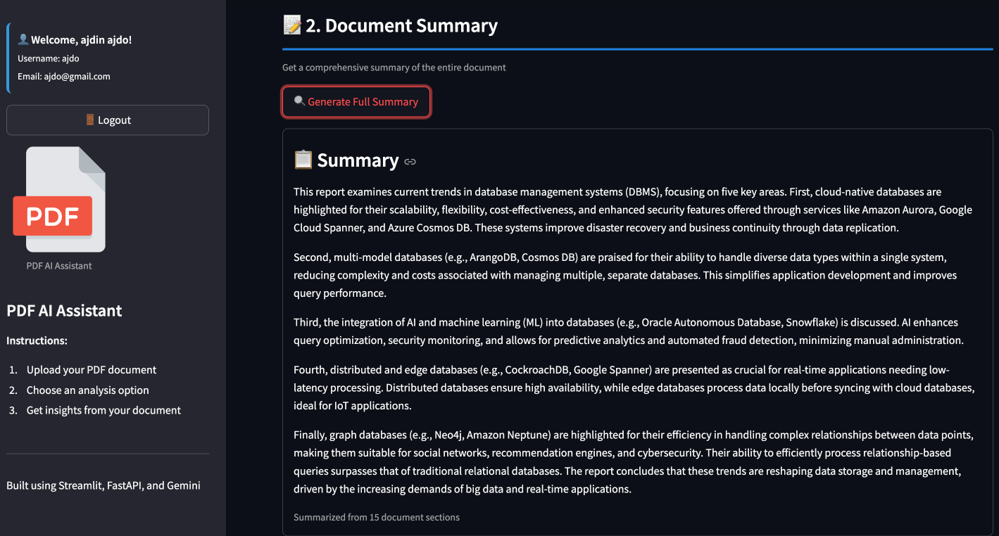 👤 Welcome, ajdin ajdo!
Username: ajdo
Email: ajdo@gmail.com
🚪 Logout
PDF
PDF AI Assistant
PDF AI Assistant
Instructions:
1. Upload your PDF document
2. Choose an analysis option
3. Get insights from your document
Built using Streamlit, FastAPI, and Gemini
📝 2. Document Summary
Get a comprehensive summary of the entire document
🔍 Generate Full Summary
📋 Summary
This report examines current trends in database management systems (DBMS), focusing on five key areas. First, cloud-native databases are
highlighted for their scalability, flexibility, cost-effectiveness, and enhanced security features offered through services like Amazon Aurora, Google
Cloud Spanner, and Azure Cosmos DB. These systems improve disaster recovery and business continuity through data replication.
Second, multi-model databases (e.g., ArangoDB, Cosmos DB) are praised for their ability to handle diverse data types within a single system,
reducing complexity and costs associated with managing multiple, separate databases. This simplifies application development and improves
query performance.
Third, the integration of AI and machine learning (ML) into databases (e.g., Oracle Autonomous Database, Snowflake) is discussed. AI enhances
query optimization, security monitoring, and allows for predictive analytics and automated fraud detection, minimizing manual administration.
Fourth, distributed and edge databases (e.g., CockroachDB, Google Spanner) are presented as crucial for real-time applications needing low-
latency processing. Distributed databases ensure high availability, while edge databases process data locally before syncing with cloud databases,
ideal for IoT applications.
Finally, graph databases (e.g., Neo4j, Amazon Neptune) are highlighted for their efficiency in handling complex relationships between data points,
making them suitable for social networks, recommendation engines, and cybersecurity. Their ability to efficiently process relationship-based
queries surpasses that of traditional relational databases. The report concludes that these trends are reshaping data storage and management,
driven by the increasing demands of big data and real-time applications.
Summarized from 15 document sections